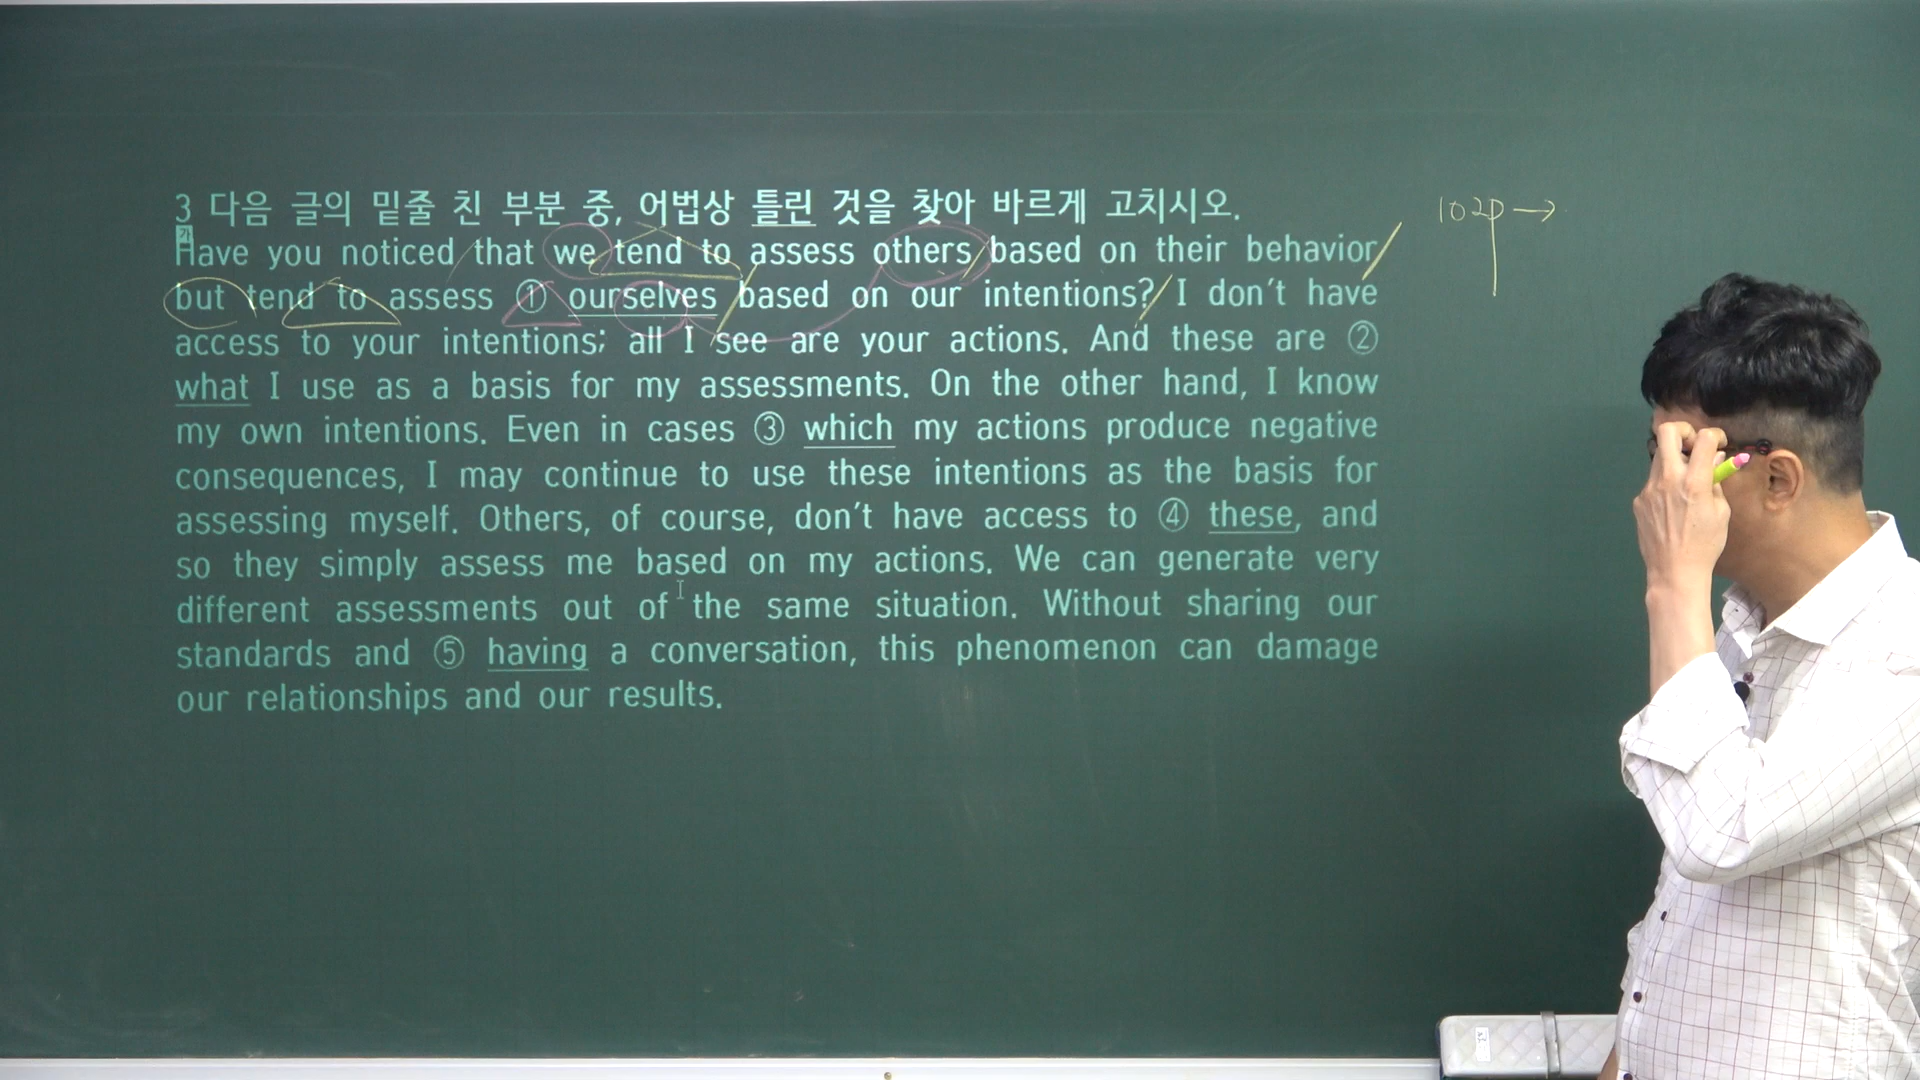 3 다음 글의 밑줄 친 부분 중, 어법상 틀린 것을 찾아 바르게 고치시오.
Have you noticed that we tend to assess others based on their behavior
but tend to assess ① ourselves based on our intentions? I don't have
access to your intentions; all I see are your actions. And these are ②
what I use as a basis for my assessments. On the other hand, I know
my own intentions. Even in cases ③ which my actions produce negative
consequences, I may continue to use these intentions as the basis for
assessing myself. Others, of course, don't have access to ④ these, and
so they simply assess me based on my actions. We can generate very
different assessments out of the same situation. Without sharing our
standards and ⑤ having a conversation, this phenomenon can damage
our relationships and our results.
102p →